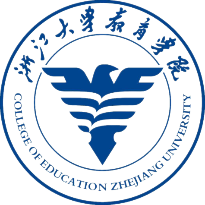 浙江大学教育学院
COLLEGE OF EDUCATION ZHEJIANG UNIVERSITY